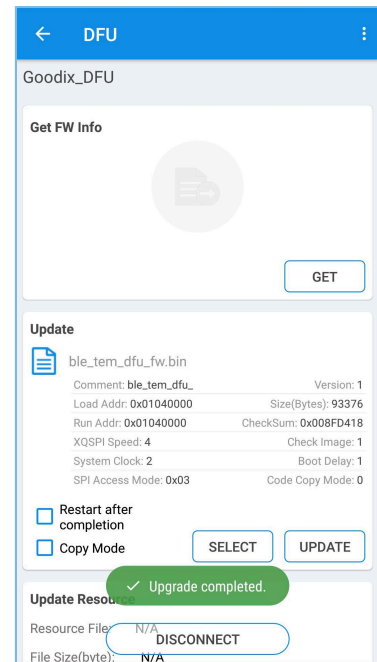 DFU
Goodix_DFU
Get FW Info
GET
Update
ble_tem_dfu_fw.bin
Comment: ble_tem_dfu_ Version: 1
Load Addr: 0x01040000 Size(Bytes): 93376
Run Addr: 0x01040000 CheckSum: 0x008FD418
XQSPI Speed: 4 Check Image: 1
System Clock: 2 Boot Delay: 1
SPI Access Mode: 0x03 Code Copy Mode: 0
Restart after
completion
Copy Mode SELECT UPDATE
Upgrade completed.
Update Resource
Resource File: N/A
DISCONNECT
File Size(byte): N/A